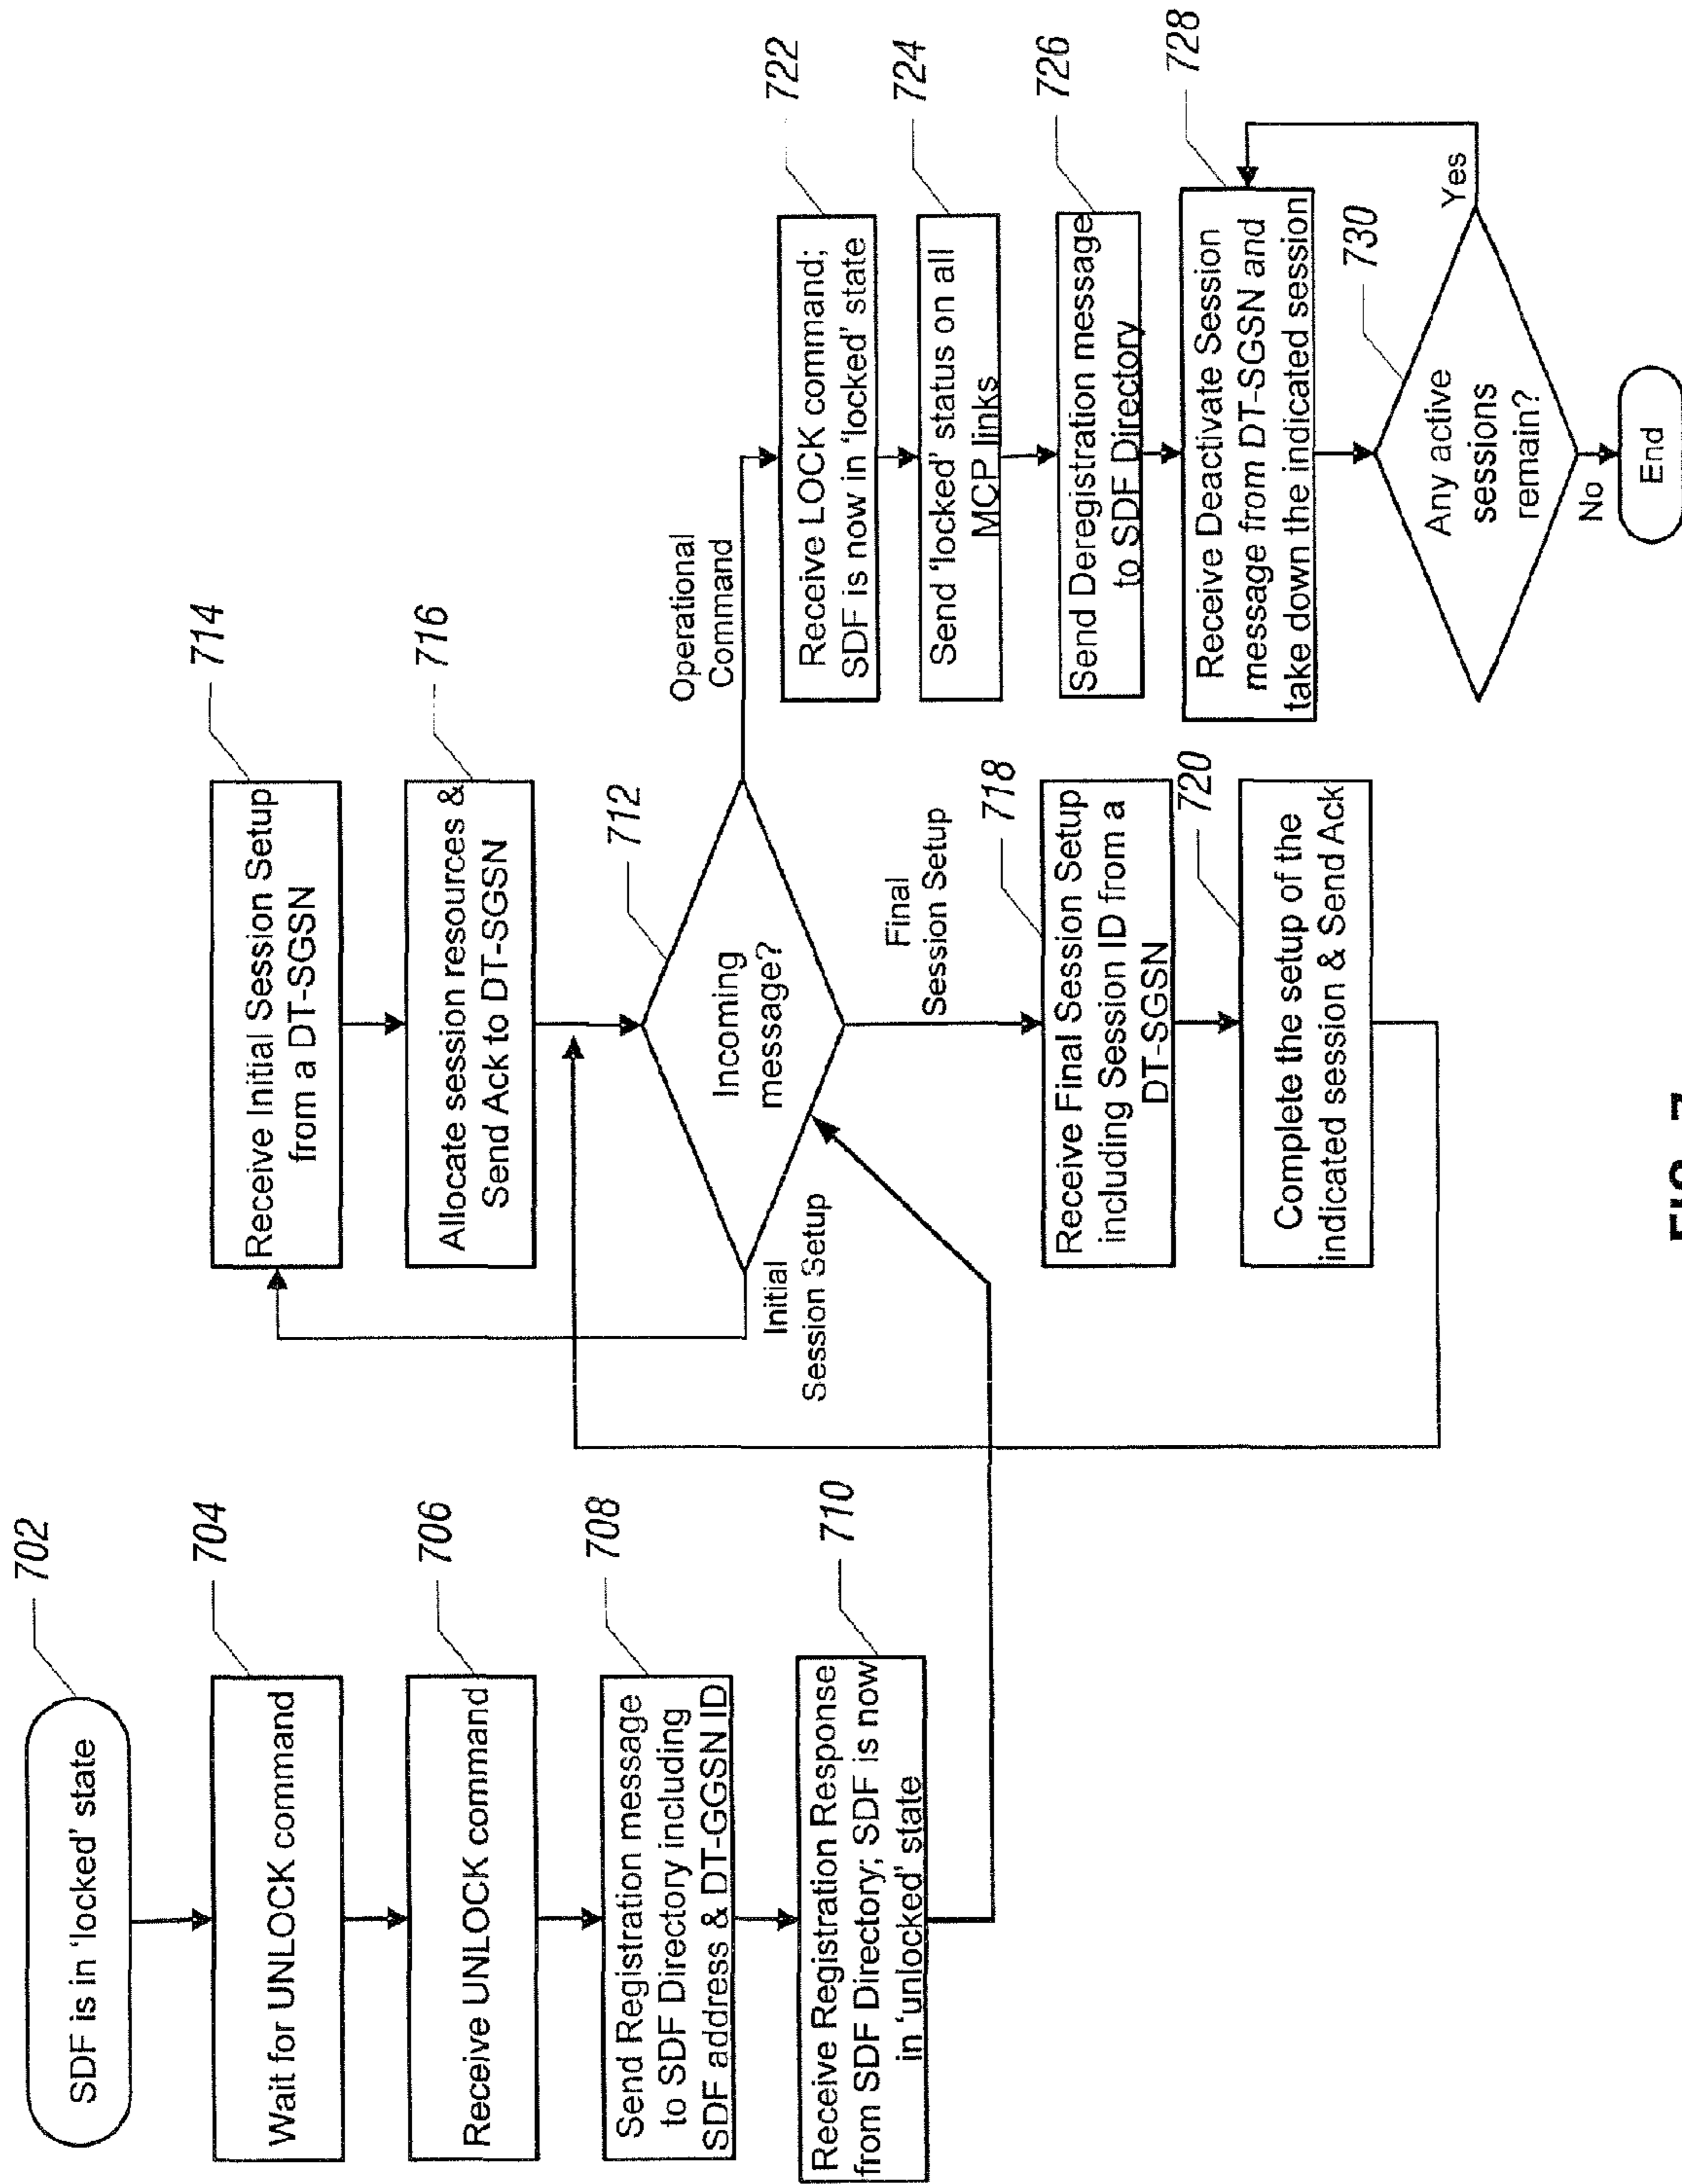 702
SDF is in 'locked' state
704
Wait for UNLOCK command
706
Receive UNLOCK command
708
Send Registration message
to SDF Directory including
SDF address & DT-GGSN ID
710
Receive Registration Response
from SDF Directory; SDF is now
in 'unlocked' state
714
Receive Initial Session Setup
from a DT-SGSN
716
Allocate session resources &
Send Ack to DT-SGSN
712
Incoming
message?
Initial
Session Setup
Operational
Command
Final
Session Setup
718
Receive Final Session Setup
including Session ID from a
DT-SGSN
720
Complete the setup of the
indicated session & Send Ack
722
Receive LOCK command;
SDF is now in 'locked' state
724
Send 'locked' status on all
MCP links
726
Send Deregistration message
to SDF Directory
728
Receive Deactivate Session
message from DT-SGSN and
take down the indicated session
730
Any active
sessions
remain?
Yes
No
End